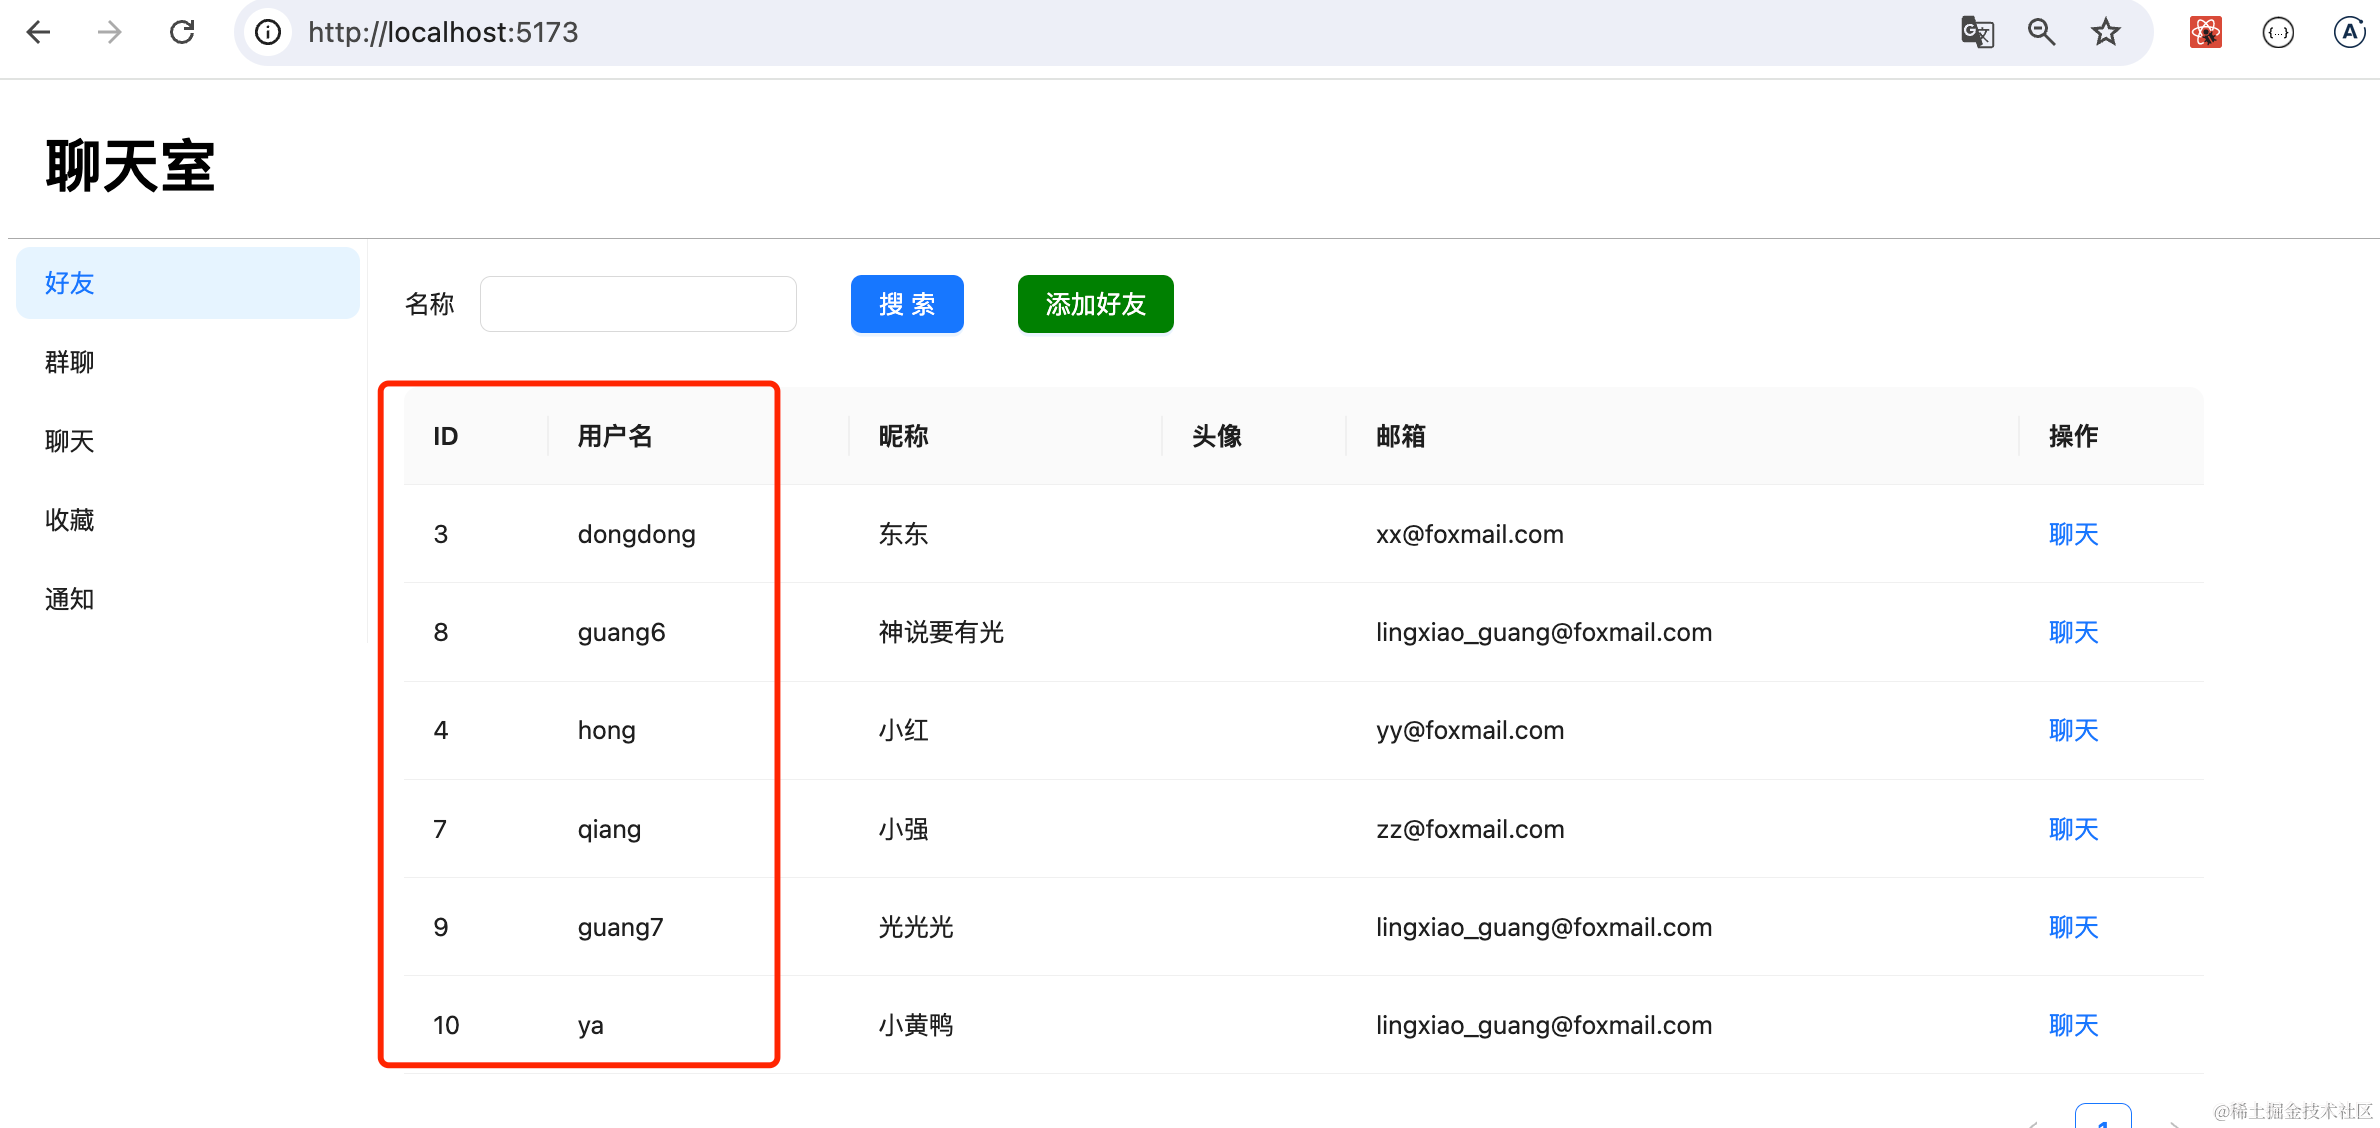 http://localhost:5173
聊天室
好友
群聊
聊天
收藏
通知
名称 搜 索 添加好友
ID 用户名 昵称 头像 邮箱 操作
3 dongdong 东东 xx@foxmail.com 聊天
8 guang6 神说要有光 lingxiao_guang@foxmail.com 聊天
4 hong 小红 yy@foxmail.com 聊天
7 qiang 小强 zz@foxmail.com 聊天
9 guang7 光光光 lingxiao_guang@foxmail.com 聊天
10 ya 小黄鸭 lingxiao_guang@foxmail.com 聊天
1
@稀土掘金技术社区